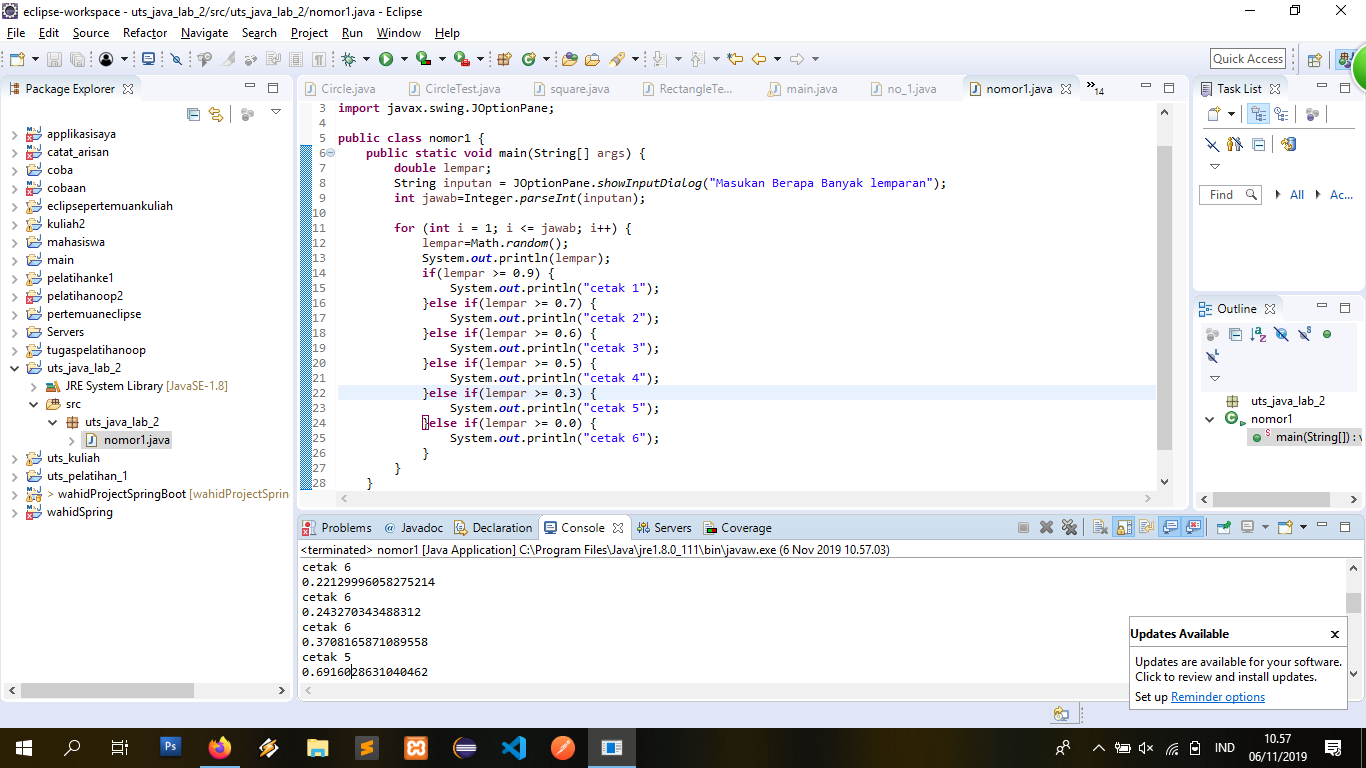 eclipse-workspace - uts_java_lab_2/src/uts_java_lab_2/nomor1.java - Eclipse
File Edit Source Refactor Navigate Search Project Run Window Help
Quick Access
Package Explorer
applikasisaya
catat_arisan
coba
cobaan
eclipsepertemuankuliah
kuliah2
mahasiswa
main
pelatihanke1
pelatihanoop2
pertemuaneclipse
Servers
tugaspelatihanoop
uts_java_lab_2
JRE System Library [JavaSE-1.8]
src
uts_java_lab_2
nomor1.java
uts_kuliah
uts_pelatihan_1
> wahidProjectSpringBoot [wahidProjectSprin
wahidSpring
Circle.java CircleTest.java square.java RectangleTe... main.java no_1.java nomor1.java »14
3 import javax.swing.JOptionPane;
4
5 public class nomor1 {
6 public static void main(String[] args) {
7 double lempar;
8 String inputan = JOptionPane.showInputDialog("Masukan Berapa Banyak lemparan");
9 int jawab=Integer.parseInt(inputan);
10
11 for (int i = 1; i <= jawab; i++) {
12 lempar=Math.random();
13 System.out.println(lempar);
14 if(lempar >= 0.9) {
15 System.out.println("cetak 1");
16 }else if(lempar >= 0.7) {
17 System.out.println("cetak 2");
18 }else if(lempar >= 0.6) {
19 System.out.println("cetak 3");
20 }else if(lempar >= 0.5) {
21 System.out.println("cetak 4");
22 }else if(lempar >= 0.3) {
23 System.out.println("cetak 5");
24 }else if(lempar >= 0.0) {
25 System.out.println("cetak 6");
26 }
27 }
28 }
Task List
Find All Ac...
Outline
uts_java_lab_2
nomor1
main(String[]) : v
Problems Javadoc Declaration Console Servers Coverage
<terminated> nomor1 [Java Application] C:\Program Files\Java\jre1.8.0_111\bin\javaw.exe (6 Nov 2019 10.57.03)
cetak 6
0.22129996058275214
cetak 6
0.243270343488312
cetak 6
0.3708165871089558
cetak 5
0.6916028631040462
Updates Available x
Updates are available for your software.
Click to review and install updates.
Set up Reminder options
Ps
IND
10.57
06/11/2019